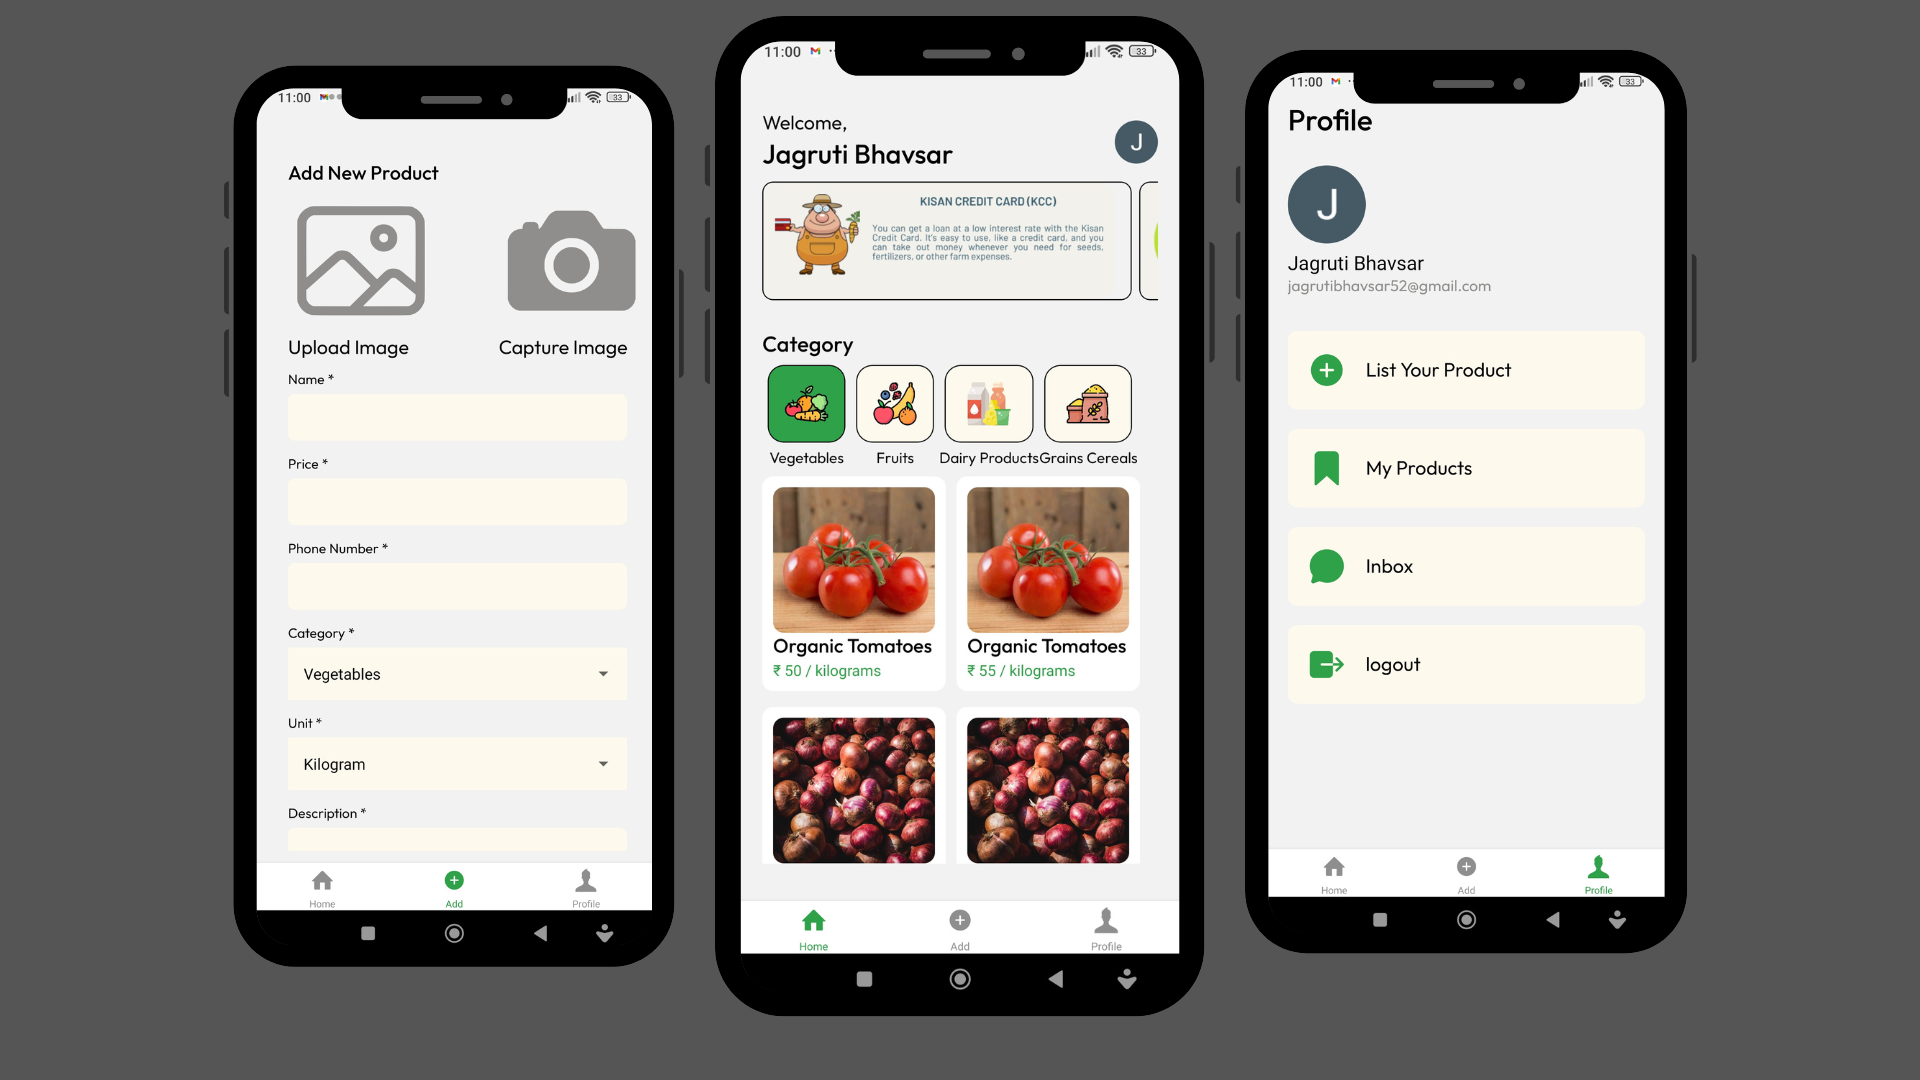 11:00
33
Add New Product
Upload Image
Capture Image
Name *
Price *
Phone Number *
Category *
Vegetables
Unit *
Kilogram
Description *
Home
Add
Profile
11:00
33
Welcome,
Jagruti Bhavsar
J
KISAN CREDIT CARD (KCC)
You can get a loan at a low interest rate with the Kisan
Credit Card. It's easy to use, like a credit card, and you
can take out money whenever you need for seeds,
fertilizers, or other farm expenses.
Category
Vegetables
Fruits
Dairy Products
Grains Cereals
Organic Tomatoes
₹ 50 / kilograms
Organic Tomatoes
₹ 55 / kilograms
Home
Add
Profile
11:00
33
Profile
J
Jagruti Bhavsar
jagrutibhavsar52@gmail.com
List Your Product
My Products
Inbox
logout
Home
Add
Profile